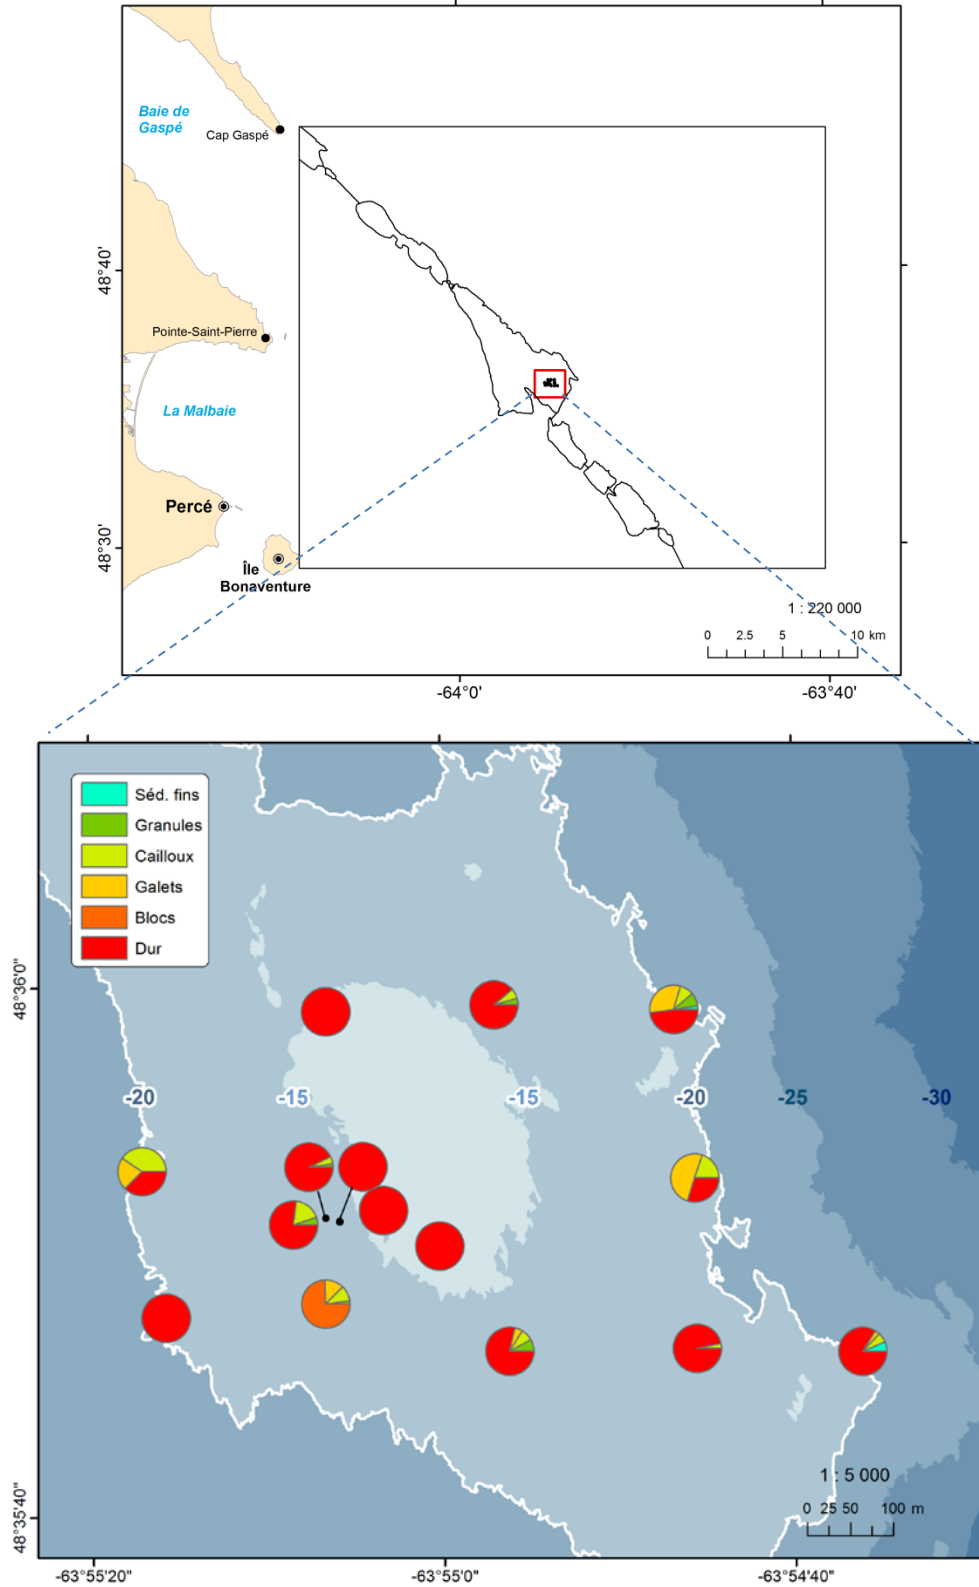 Baie de
Gaspé
Cap Gaspé
48°40'
Pointe-Saint-Pierre
La Malbaie
Percé
48°30'
Île
Bonaventure
1 : 220 000
0 2.5 5 10 km
-64°0'
-63°40'
Séd. fins
Granules
Cailloux
Galets
Blocs
Dur
48°36'0"
-20 -15 -15 -20 -25 -30
1 : 5 000
0 25 50 100 m
48°35'40"
-63°55'20" -63°55'0" -63°54'40"